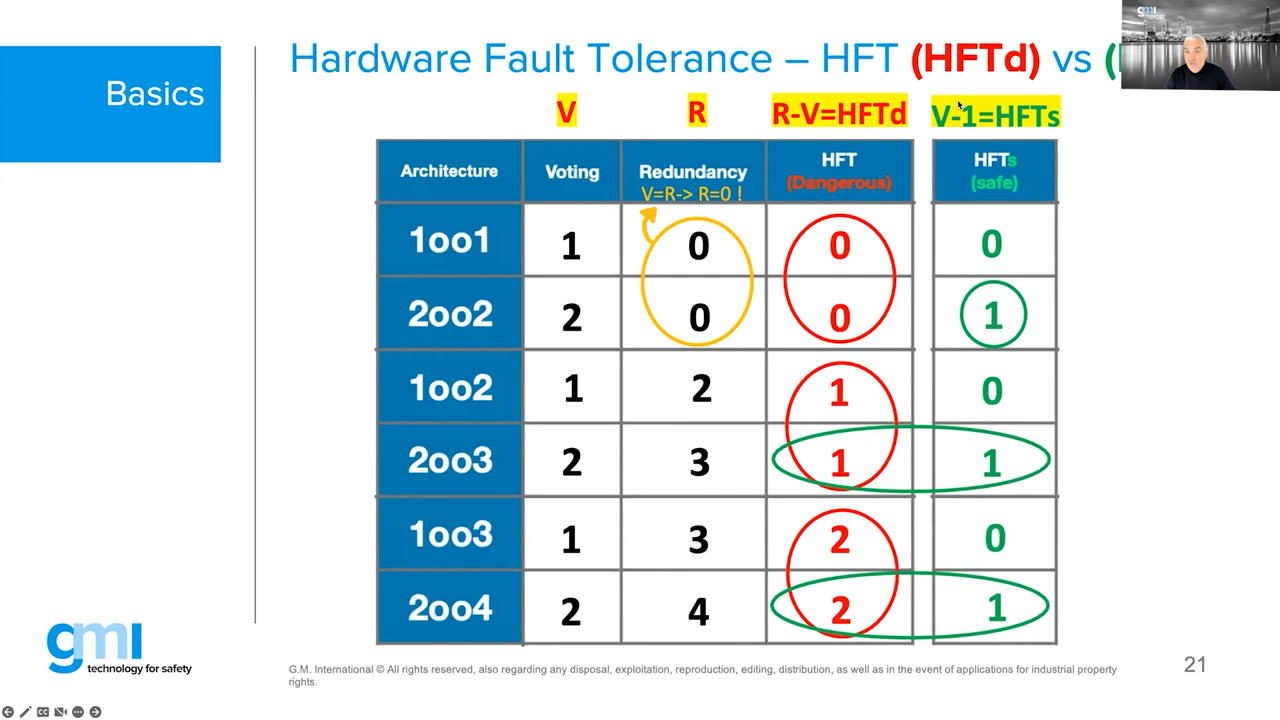 Hardware Fault Tolerance – HFT (HFTd) vs (
Basics
V R R-V=HFTd V-1=HFTs
Architecture Voting Redundancy HFT HFTs
V=R-> R=0 ! (Dangerous) (safe)
1oo1 1 0 0 0
2oo2 2 0 0 1
1oo2 1 2 1 0
2oo3 2 3 1 1
1oo3 1 3 2 0
2oo4 2 4 2 1
gmi
technology for safety
G.M. International © All rights reserved, also regarding any disposal, exploitation, reproduction, editing, distribution, as well as in the event of applications for industrial property
rights.
21
gmi